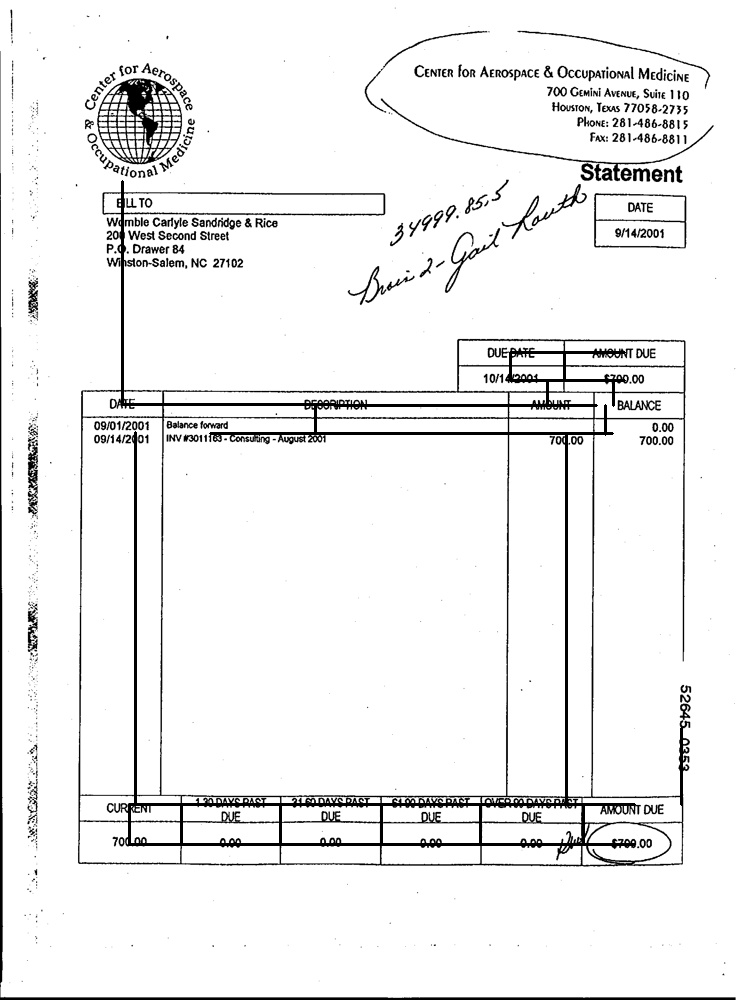 Center for Aerospace
& Occupational Medicine
CENTER for AEROSPACE & OCCUPATIONAL MEDICINE
700 GEMINI AVENUE, SUITE 110
HOUSTON, TEXAS 77058-2735
PHONE: 281-486-8815
FAX: 281-486-8811
Statement
BILL TO
Womble Carlyle Sandridge & Rice
200 West Second Street
P.O. Drawer 84
Winston-Salem, NC 27102
34999.85.5
2 - Gail
DATE
9/14/2001
DUE DATE AMOUNT DUE
10/14/2001 $700.00
DATE DESCRIPTION AMOUNT BALANCE
09/01/2001 Balance forward 0.00
09/14/2001 INV #3011163 - Consulting - August 2001 700.00 700.00
52645 0353
CURRENT 1-30 DAYS PAST DUE 31-60 DAYS PAST DUE 61-90 DAYS PAST DUE OVER 90 DAYS PAST DUE AMOUNT DUE
700.00 0.00 0.00 0.00 0.00 $700.00